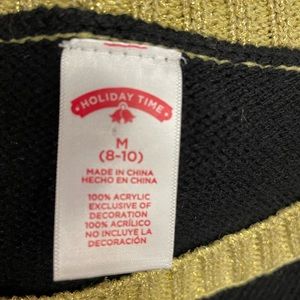 HOLIDAY TIME
M
(8-10)
MADE IN CHINA
HECHO EN CHINA
100% ACRYLIC
EXCLUSIVE OF
DECORATION
100% ACRÍLICO
NO INCLUYE LA
DECORACIÓN